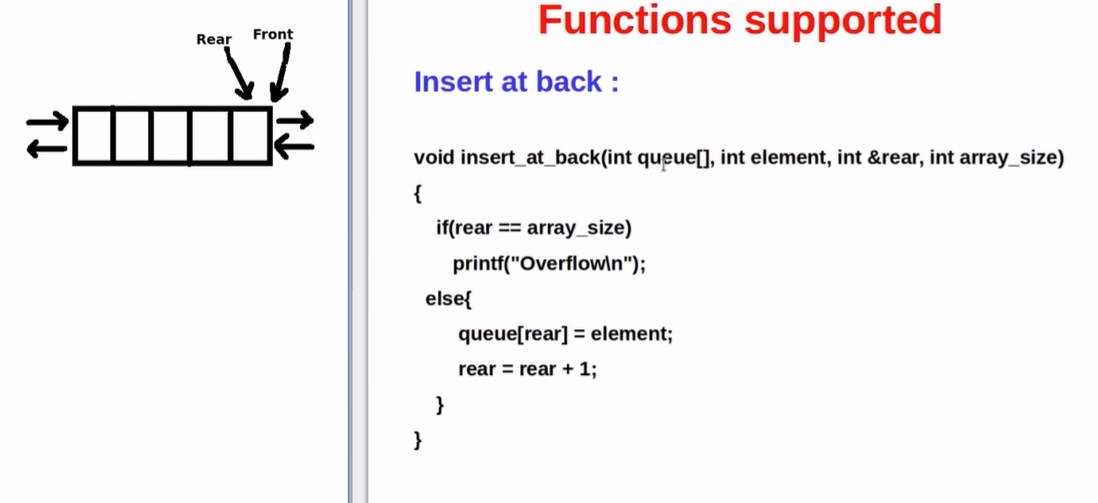 Rear Front
Functions supported
Insert at back :
void insert_at_back(int queue[], int element, int &rear, int array_size)
{
if(rear == array_size)
printf("Overflow\n");
else{
queue[rear] = element;
rear = rear + 1;
}
}